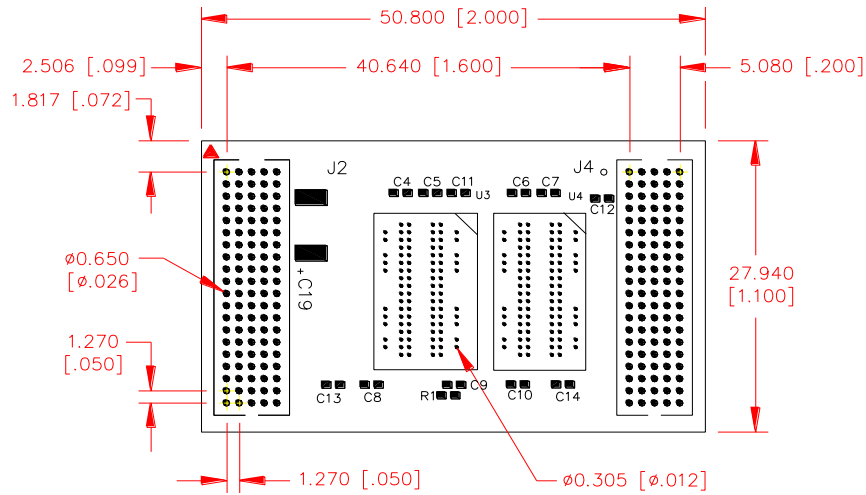 50.800 [2.000]
2.506 [.099]
40.640 [1.600]
5.080 [.200]
1.817 [.072]
J2
J4
C4 C5 C11 U3
C6 C7 U4
C12
ø0.650
[ø.026]
+C19
27.940
[1.100]
1.270
[.050]
C13 C8 C9
R1
C10 C14
1.270 [.050]
ø0.305 [ø.012]